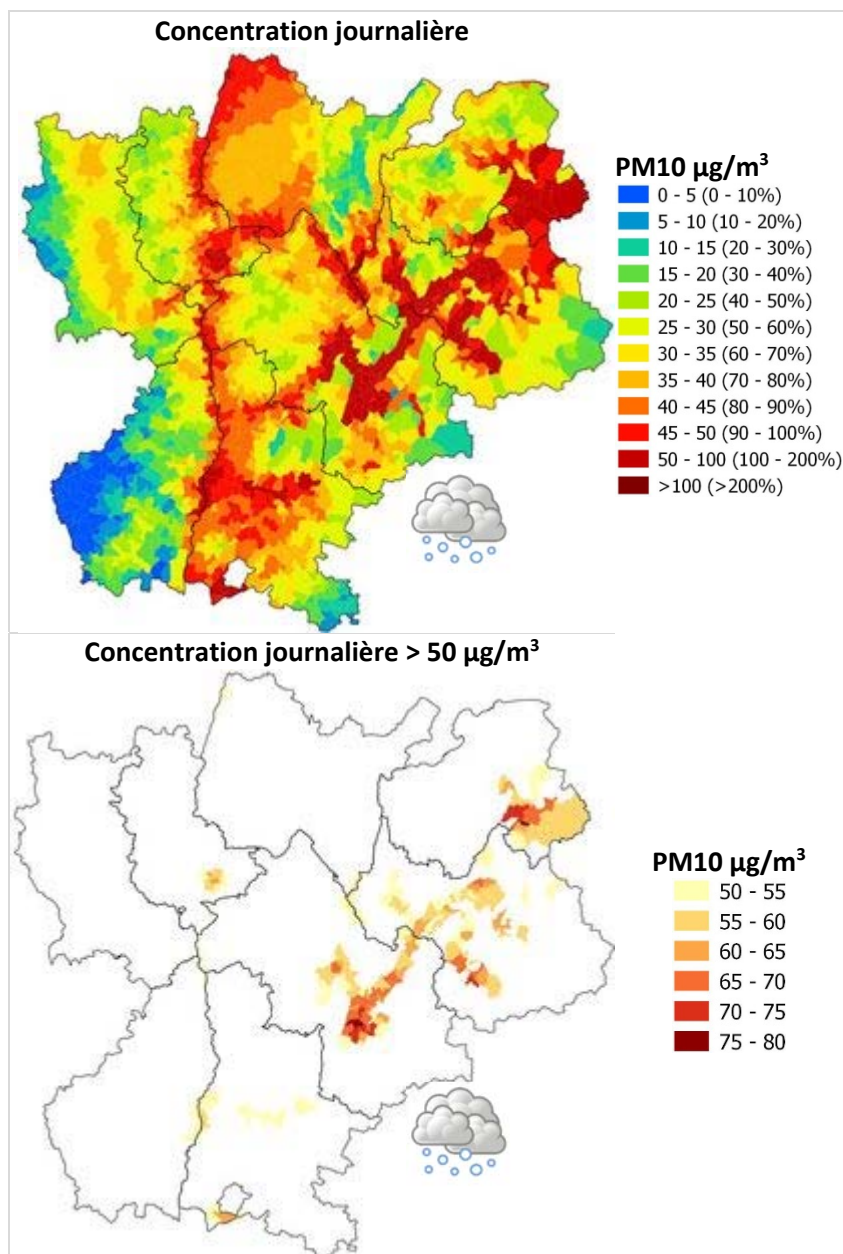 Concentration journalière
PM10 µg/m³
0 - 5 (0 - 10%)
5 - 10 (10 - 20%)
10 - 15 (20 - 30%)
15 - 20 (30 - 40%)
20 - 25 (40 - 50%)
25 - 30 (50 - 60%)
30 - 35 (60 - 70%)
35 - 40 (70 - 80%)
40 - 45 (80 - 90%)
45 - 50 (90 - 100%)
50 - 100 (100 - 200%)
>100 (>200%)
Concentration journalière > 50 µg/m³
PM10 µg/m³
50 - 55
55 - 60
60 - 65
65 - 70
70 - 75
75 - 80